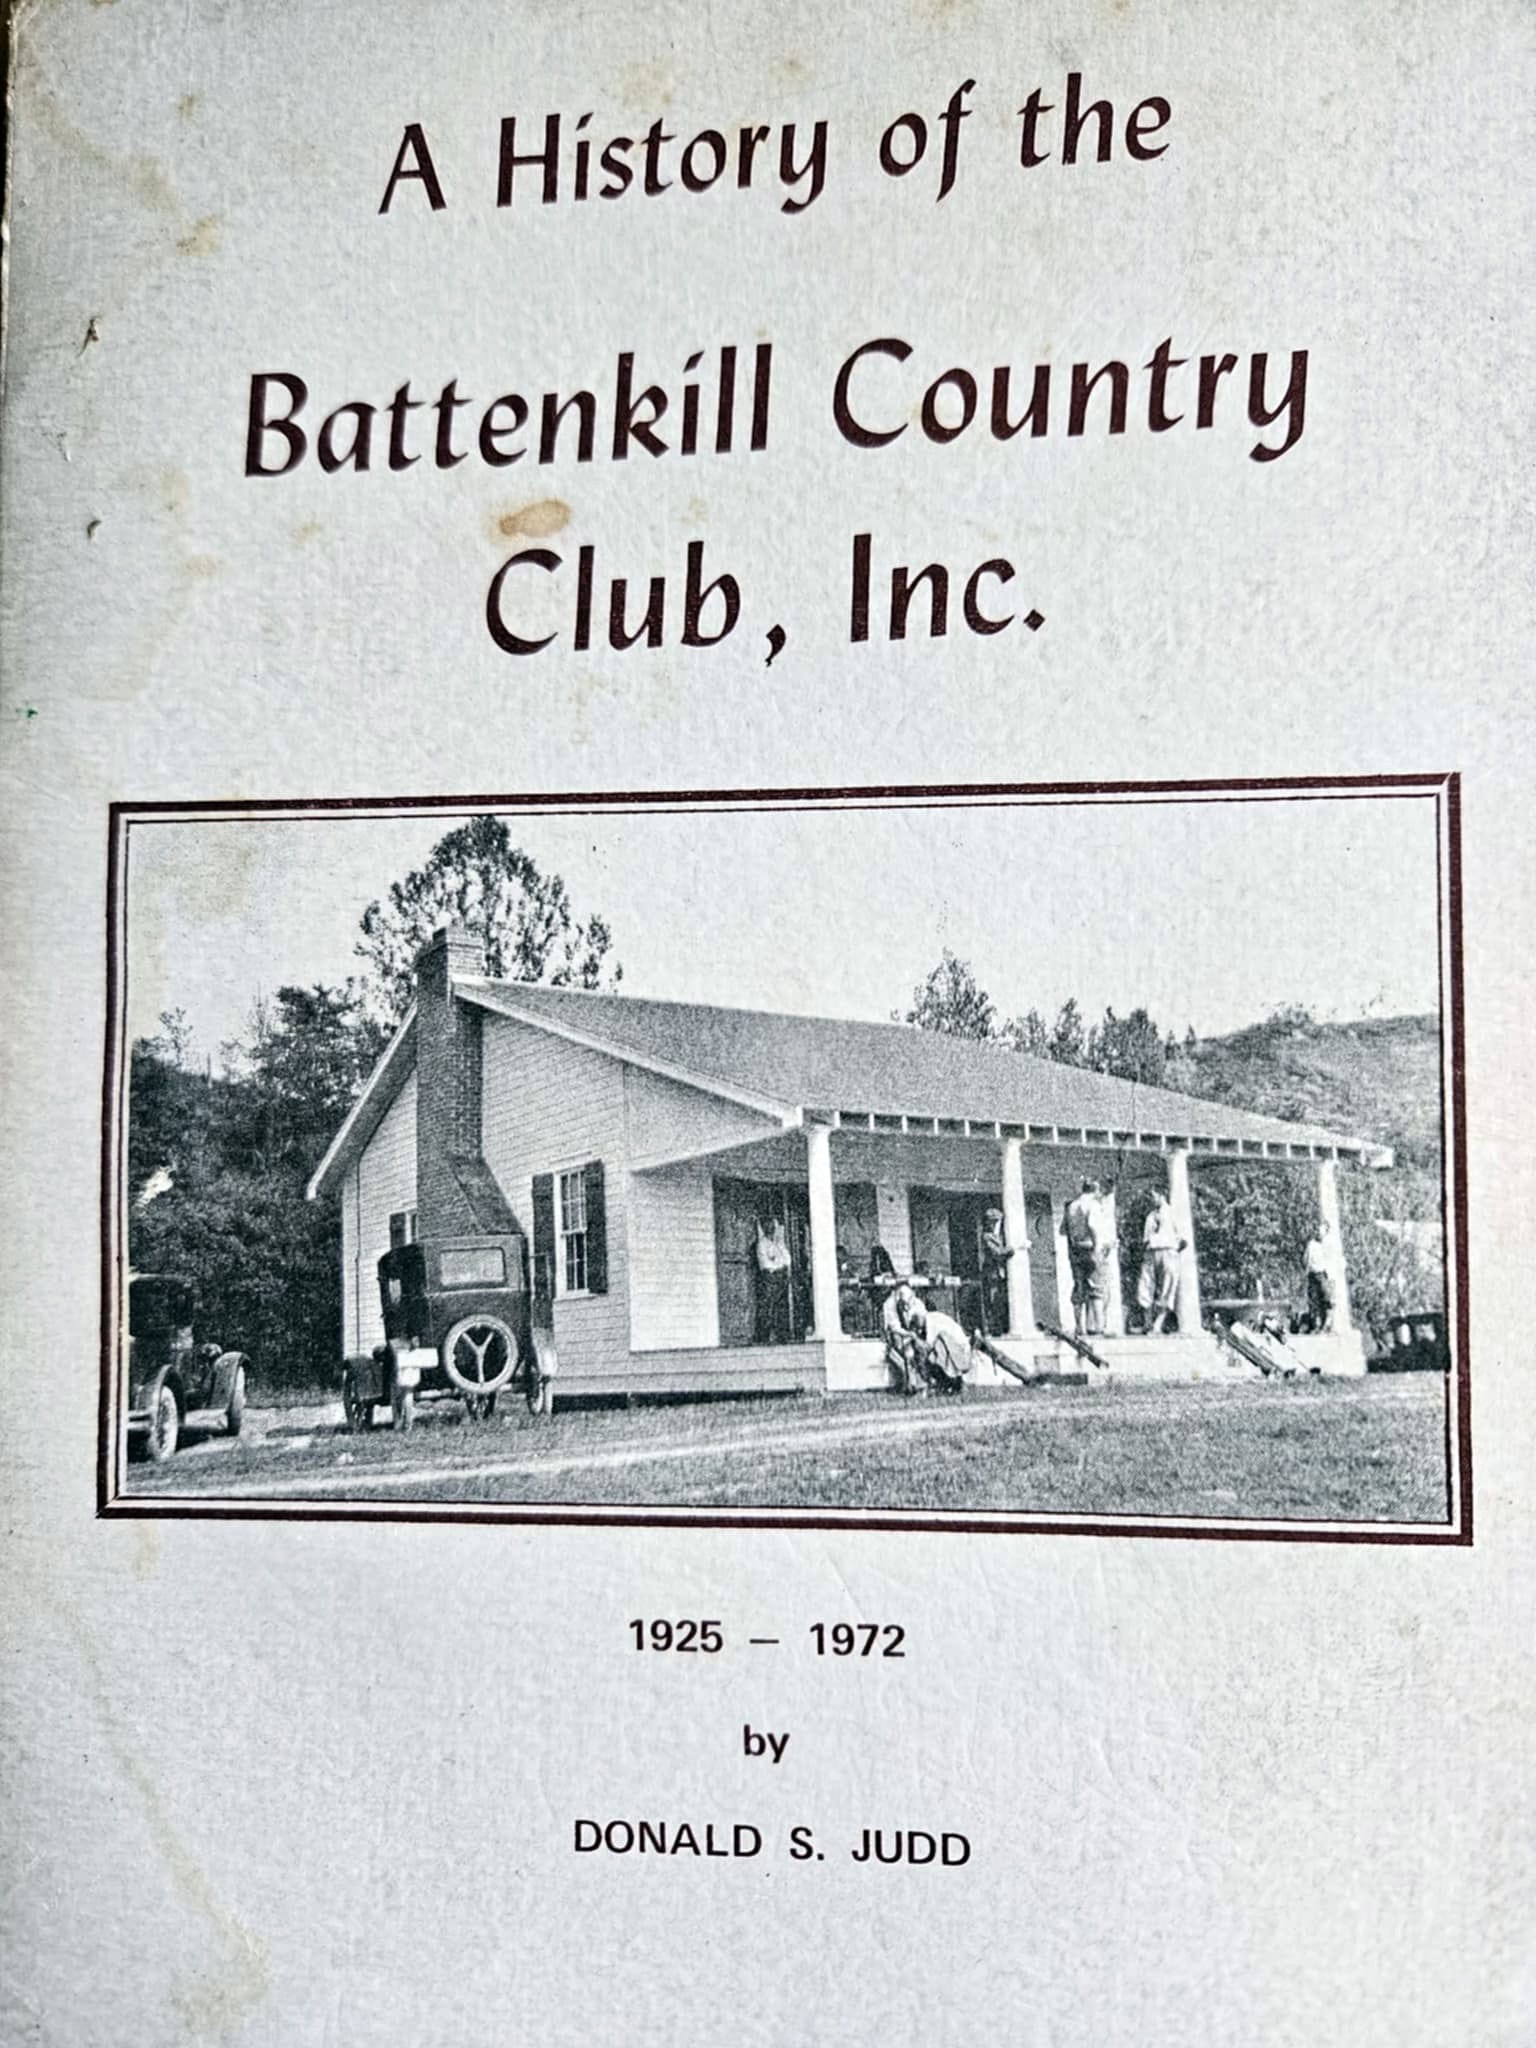 A History of the
Battenkill Country
Club, Inc.
1925 – 1972
by
DONALD S. JUDD